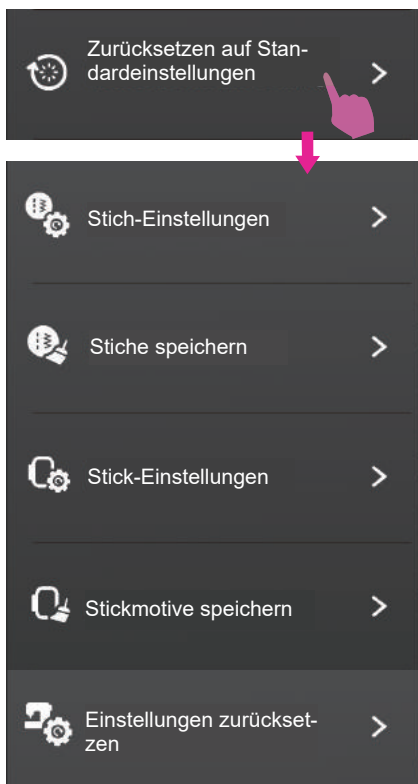 Zurücksetzen auf Stan-
dardeinstellungen
Stich-Einstellungen
Stiche speichern
Stick-Einstellungen
Stickmotive speichern
Einstellungen zurückset-
zen